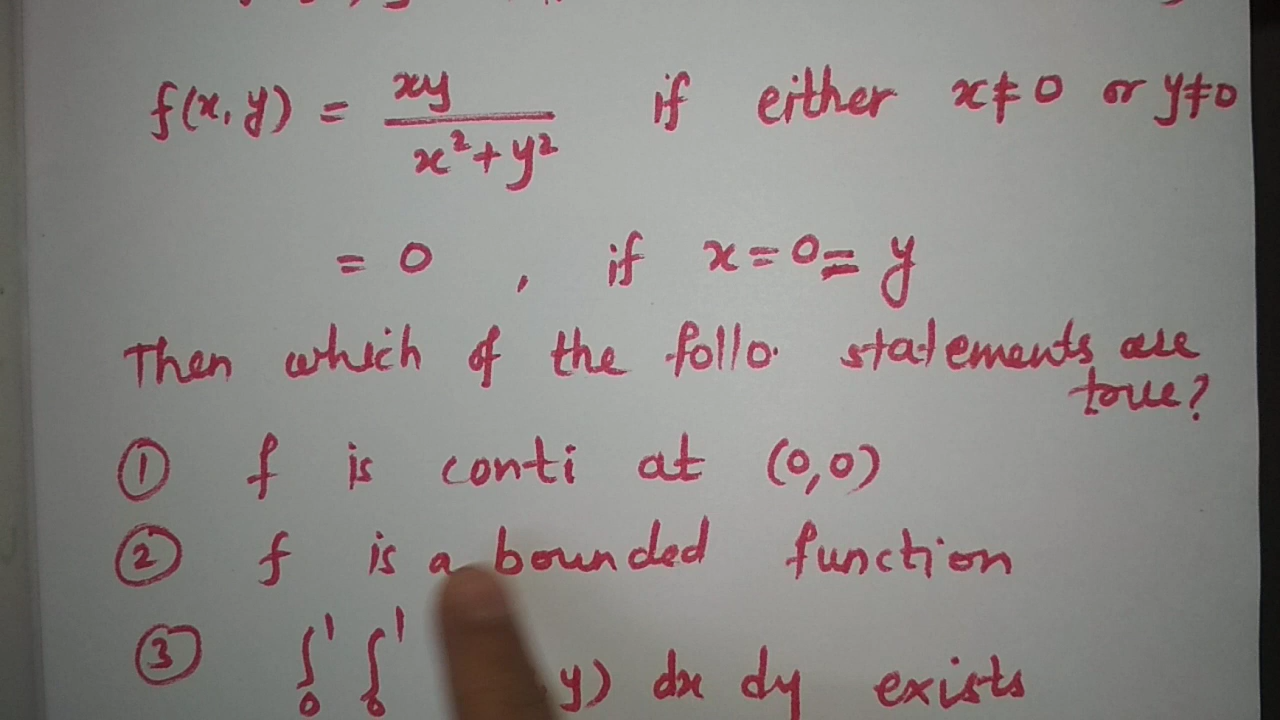 f(x,y) = xy / x²+y² if either x≠0 or y≠0
= 0 , if x=0=y
Then which of the follo. statements are
true?
① f is conti at (0,0)
② f is a bounded function
③ ∫₀¹ ∫₀¹ ,y) dx dy exists